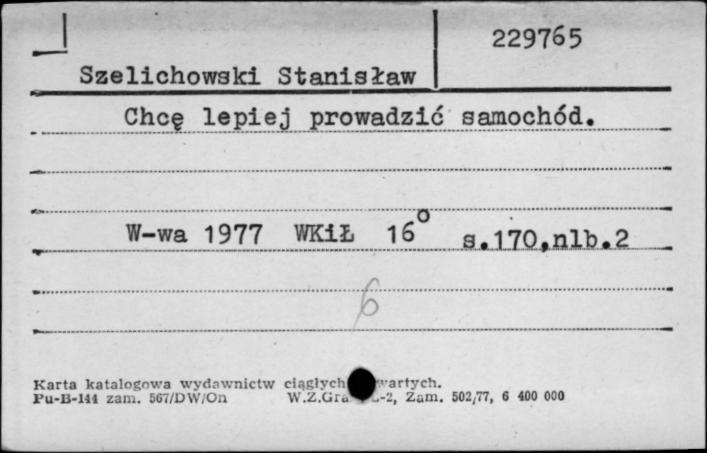 229765
Szelichowski Stanisław
Chcę lepiej prowadzić samochód.
W-wa 1977 WKiŁ 16° s.170,nlb.2
6
Karta katalogowa wydawnictw ciągłych
Pu-B-144 zam. 567/DW/On W.Z.Gra -2, Zam. 502/77, 6 400 000